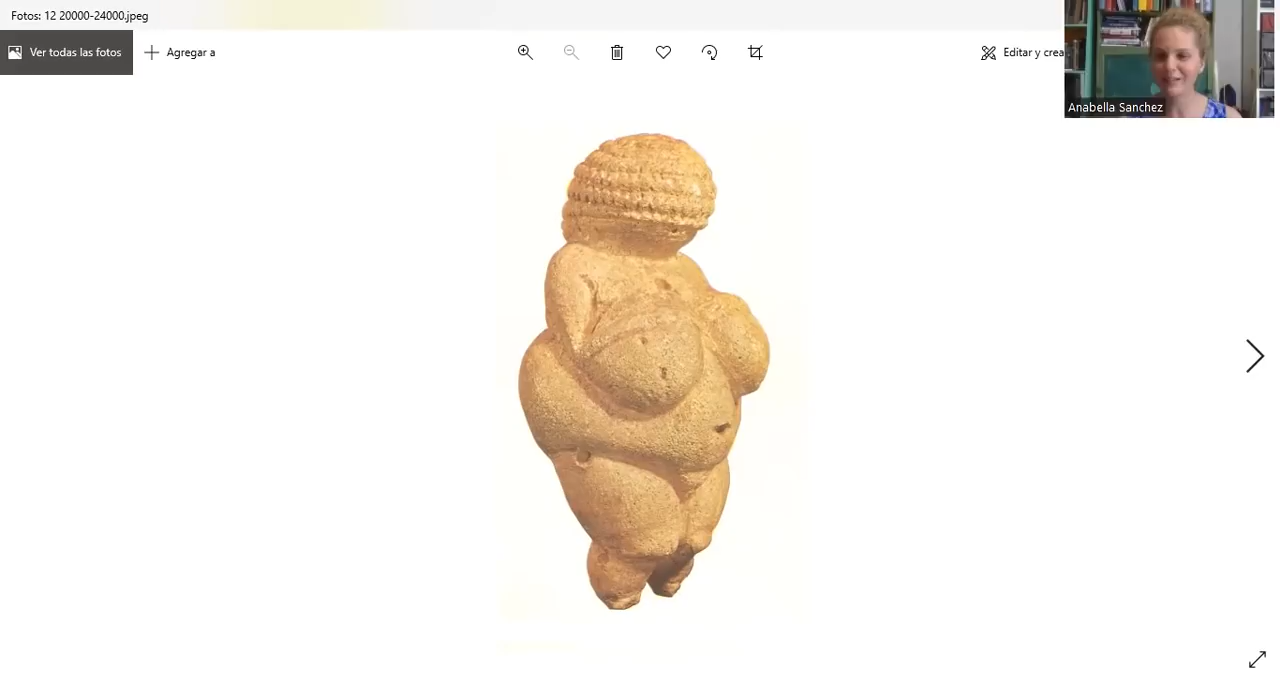 Fotos: 12 20000-24000.jpeg
Ver todas las fotos
Agregar a
Editar y crea
Anabella Sanchez